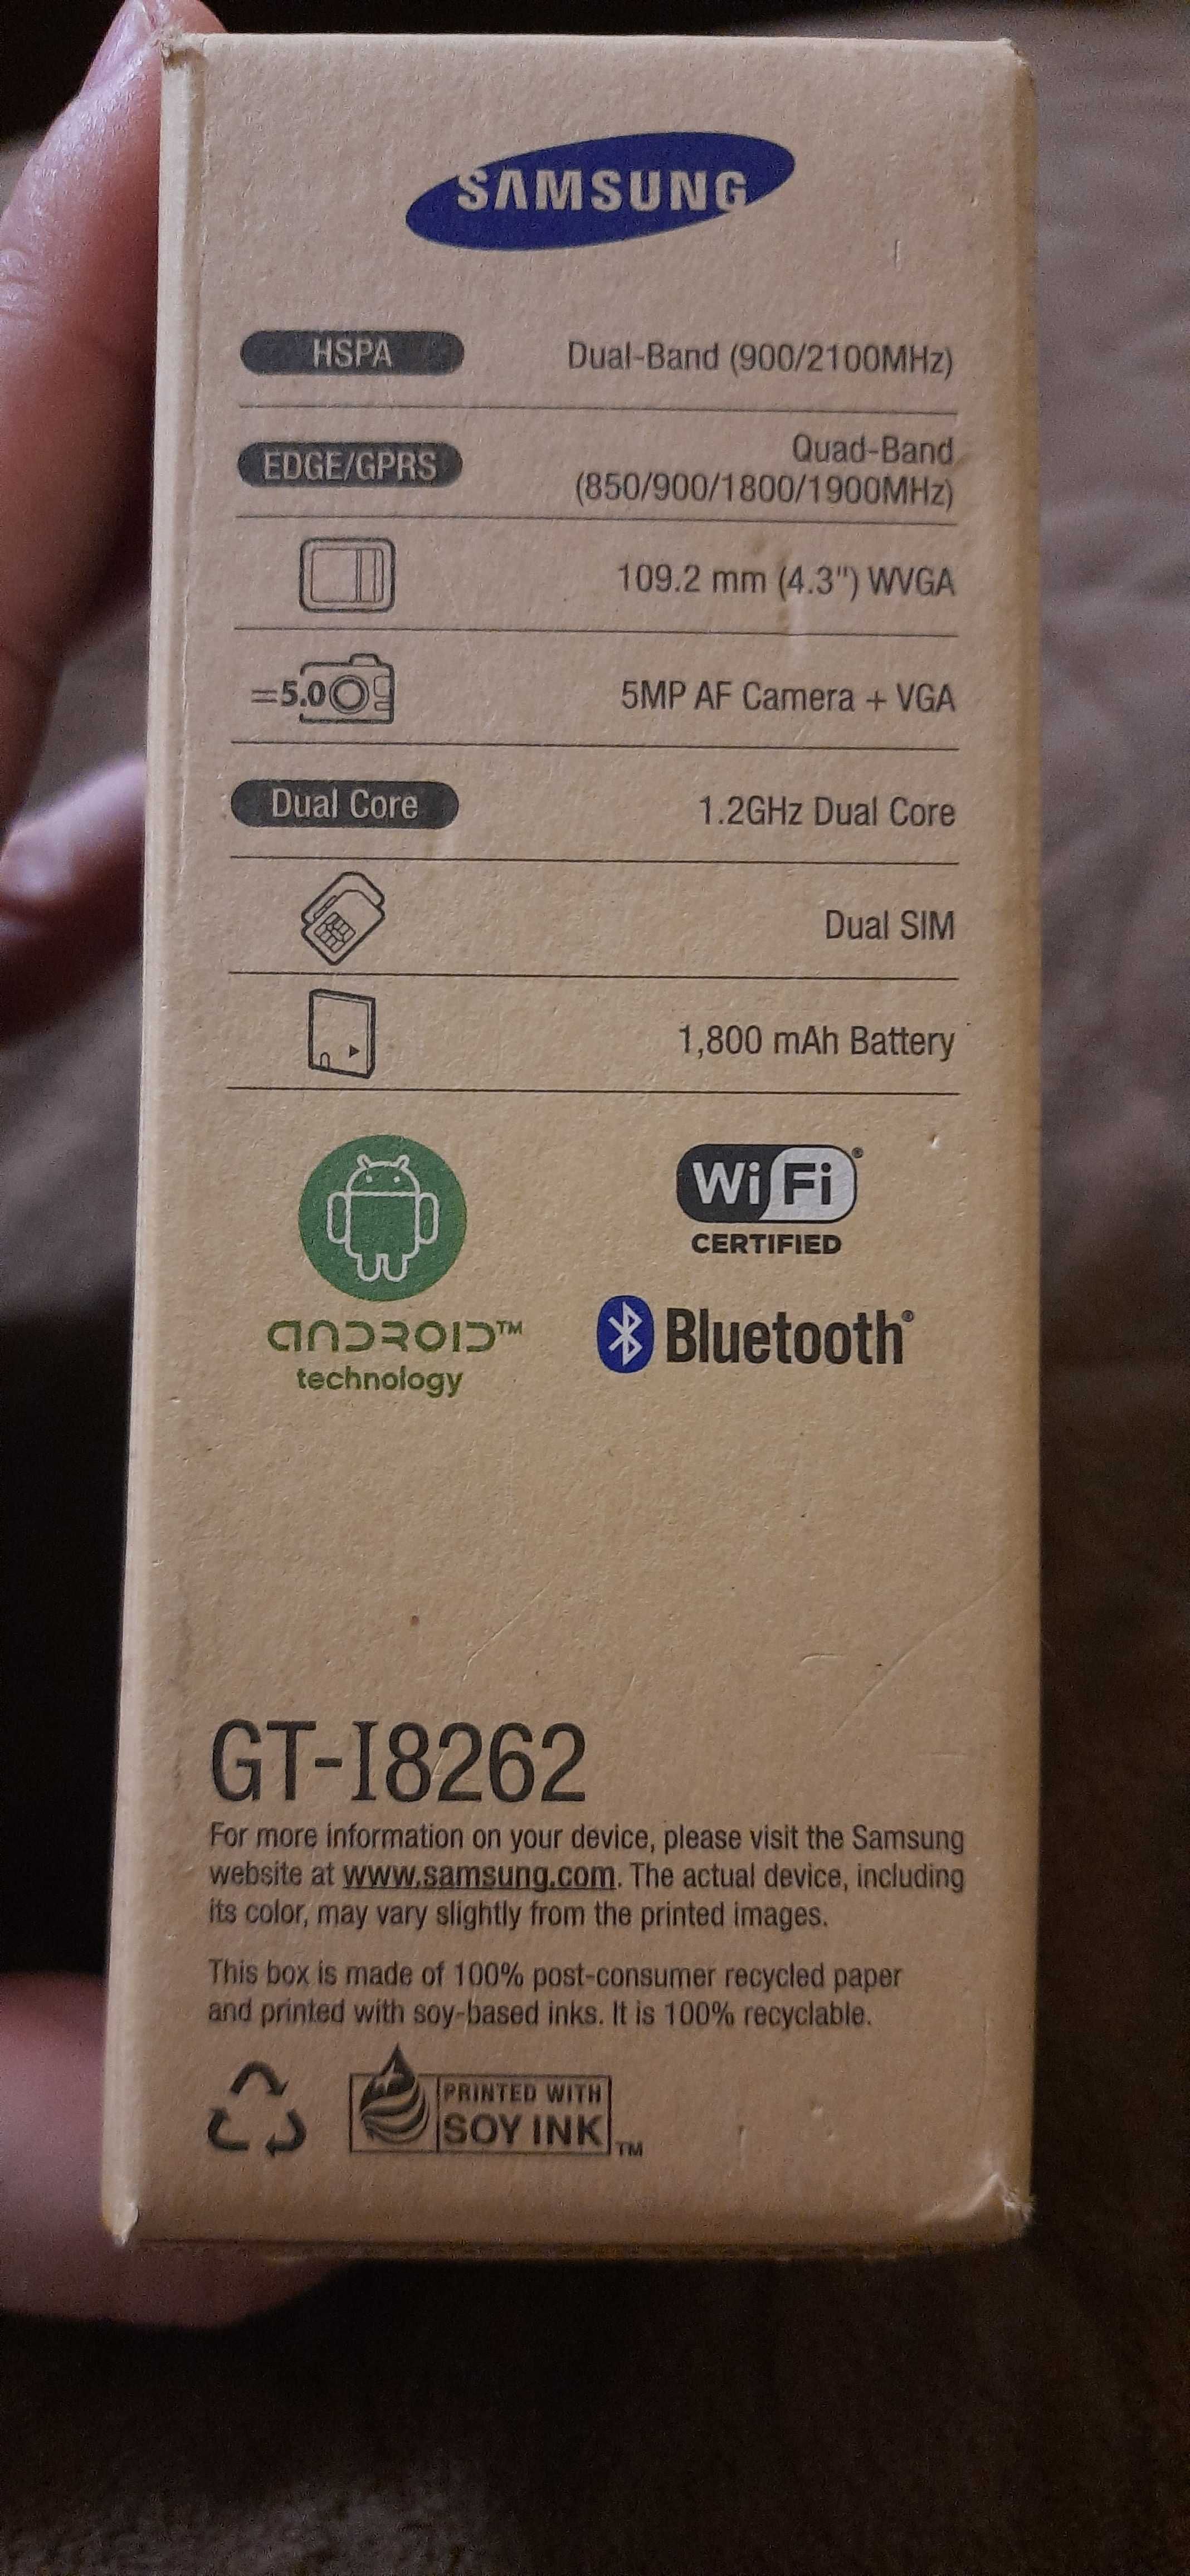 SAMSUNG
HSPA Dual-Band (900/2100MHz)
EDGE/GPRS Quad-Band
(850/900/1800/1900MHz)
109.2 mm (4.3") WVGA
=5.0 5MP AF Camera + VGA
Dual Core 1.2GHz Dual Core
Dual SIM
1,800 mAh Battery
Wi Fi®
CERTIFIED
ANDROID™
technology
Bluetooth®
GT-I8262
For more information on your device, please visit the Samsung
website at www.samsung.com. The actual device, including
its color, may vary slightly from the printed images.
This box is made of 100% post-consumer recycled paper
and printed with soy-based inks. It is 100% recyclable.
PRINTED WITH
SOY INK™